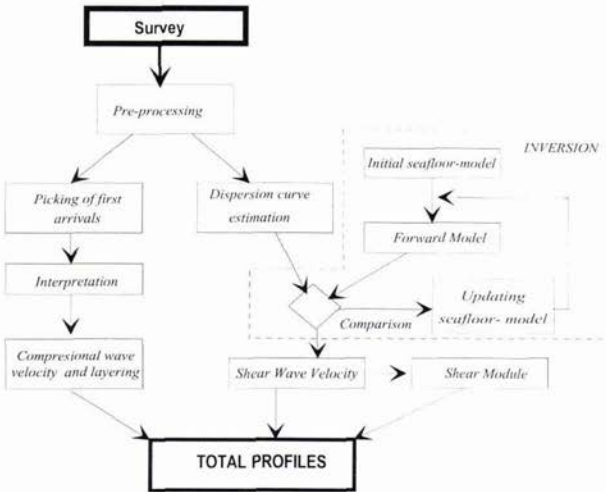 Survey
Pre-processing
INVERSION
Initial seafloor-model
Picking of first
arrivals
Dispersion curve
estimation
Forward Model
Interpretation
Updating
seafloor- model
Comparison
Compresional wave
velocity and layering
Shear Wave Velocity
Shear Module
TOTAL PROFILES